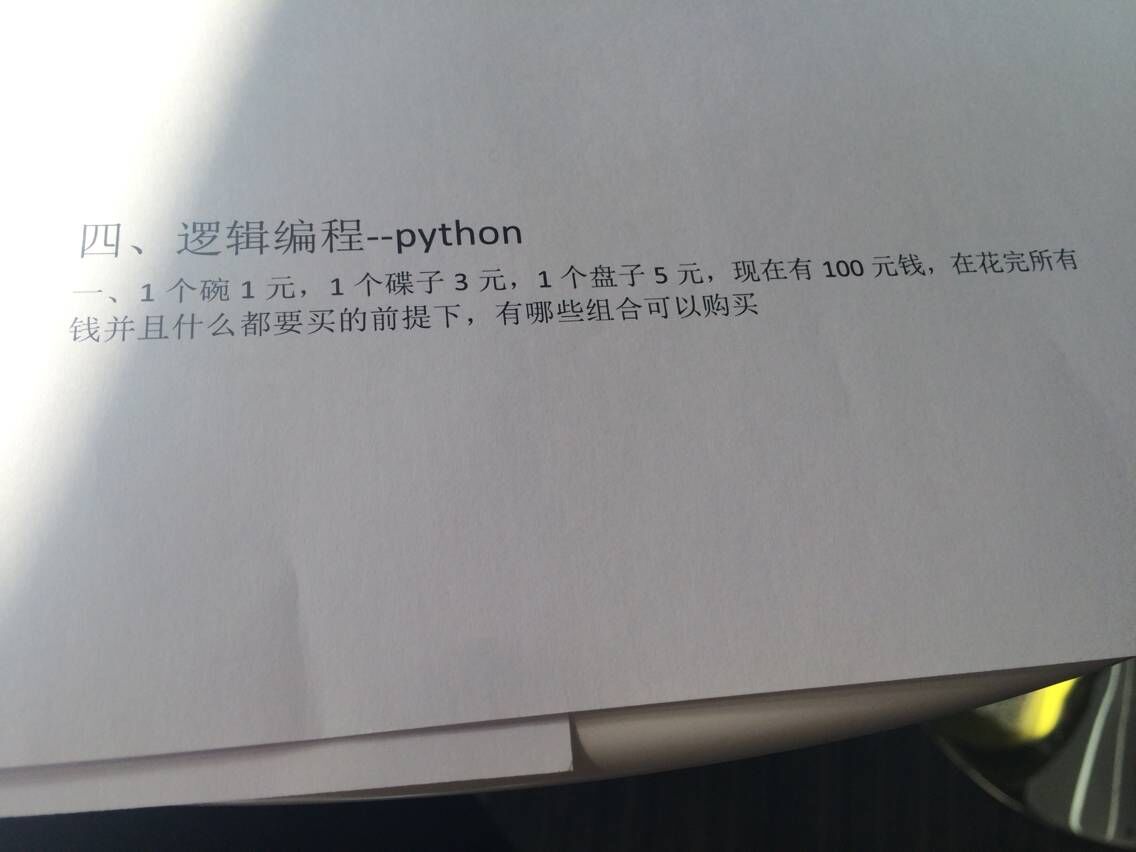 四、逻辑编程--python
一、1 个碗 1 元，1 个碟子 3 元，1 个盘子 5 元，现在有 100 元钱，在花完所有
钱并且什么都要买的前提下，有哪些组合可以购买